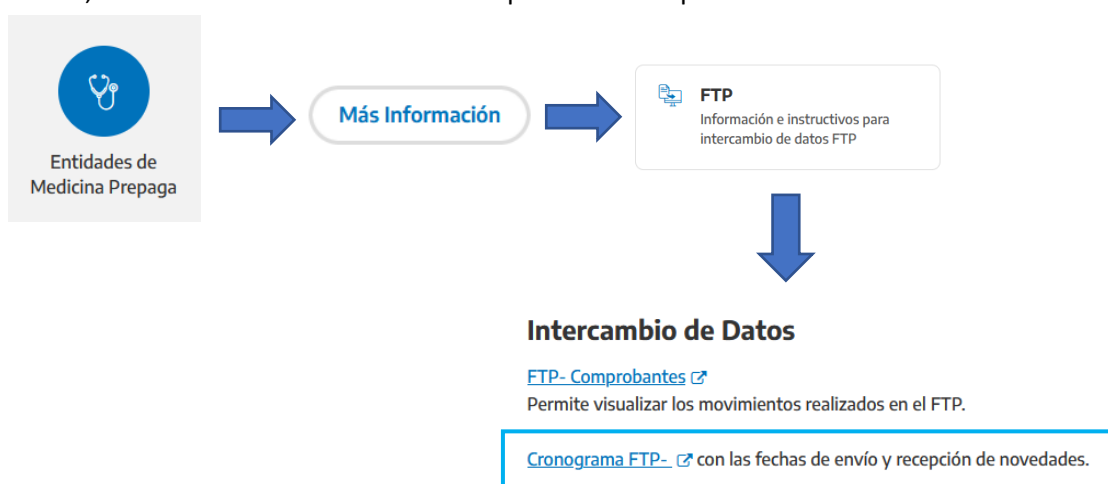 Entidades de
Medicina Prepaga
Más Información
FTP
Información e instructivos para
intercambio de datos FTP
Intercambio de Datos
FTP- Comprobantes
Permite visualizar los movimientos realizados en el FTP.
Cronograma FTP- con las fechas de envío y recepción de novedades.